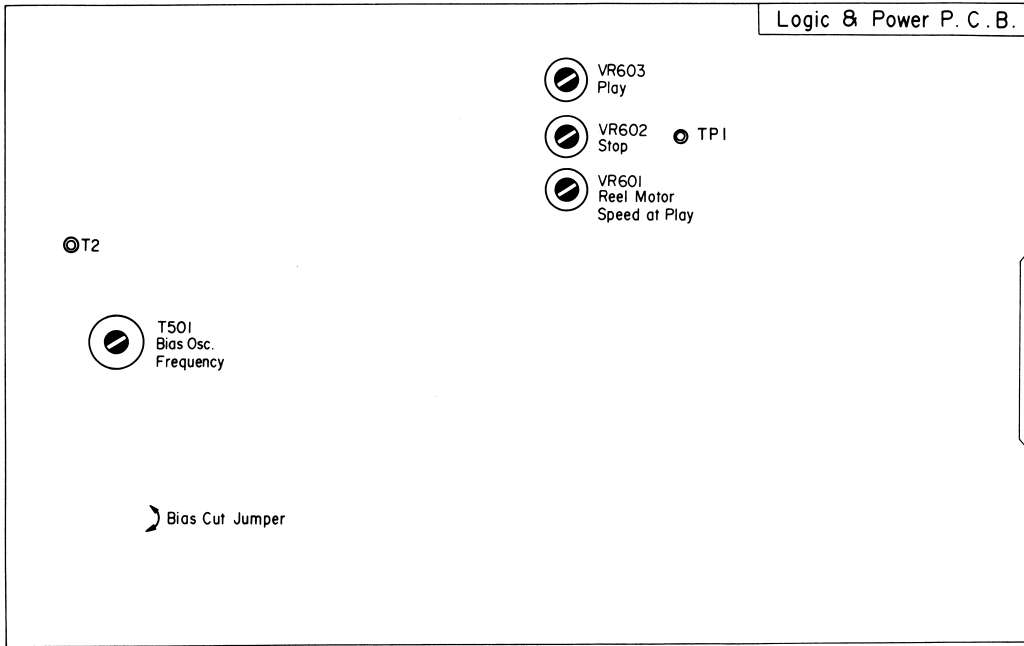 Logic & Power P.C.B.
VR603
Play
VR602
Stop
TP1
VR601
Reel Motor
Speed at Play
T2
T501
Bias Osc.
Frequency
Bias Cut Jumper